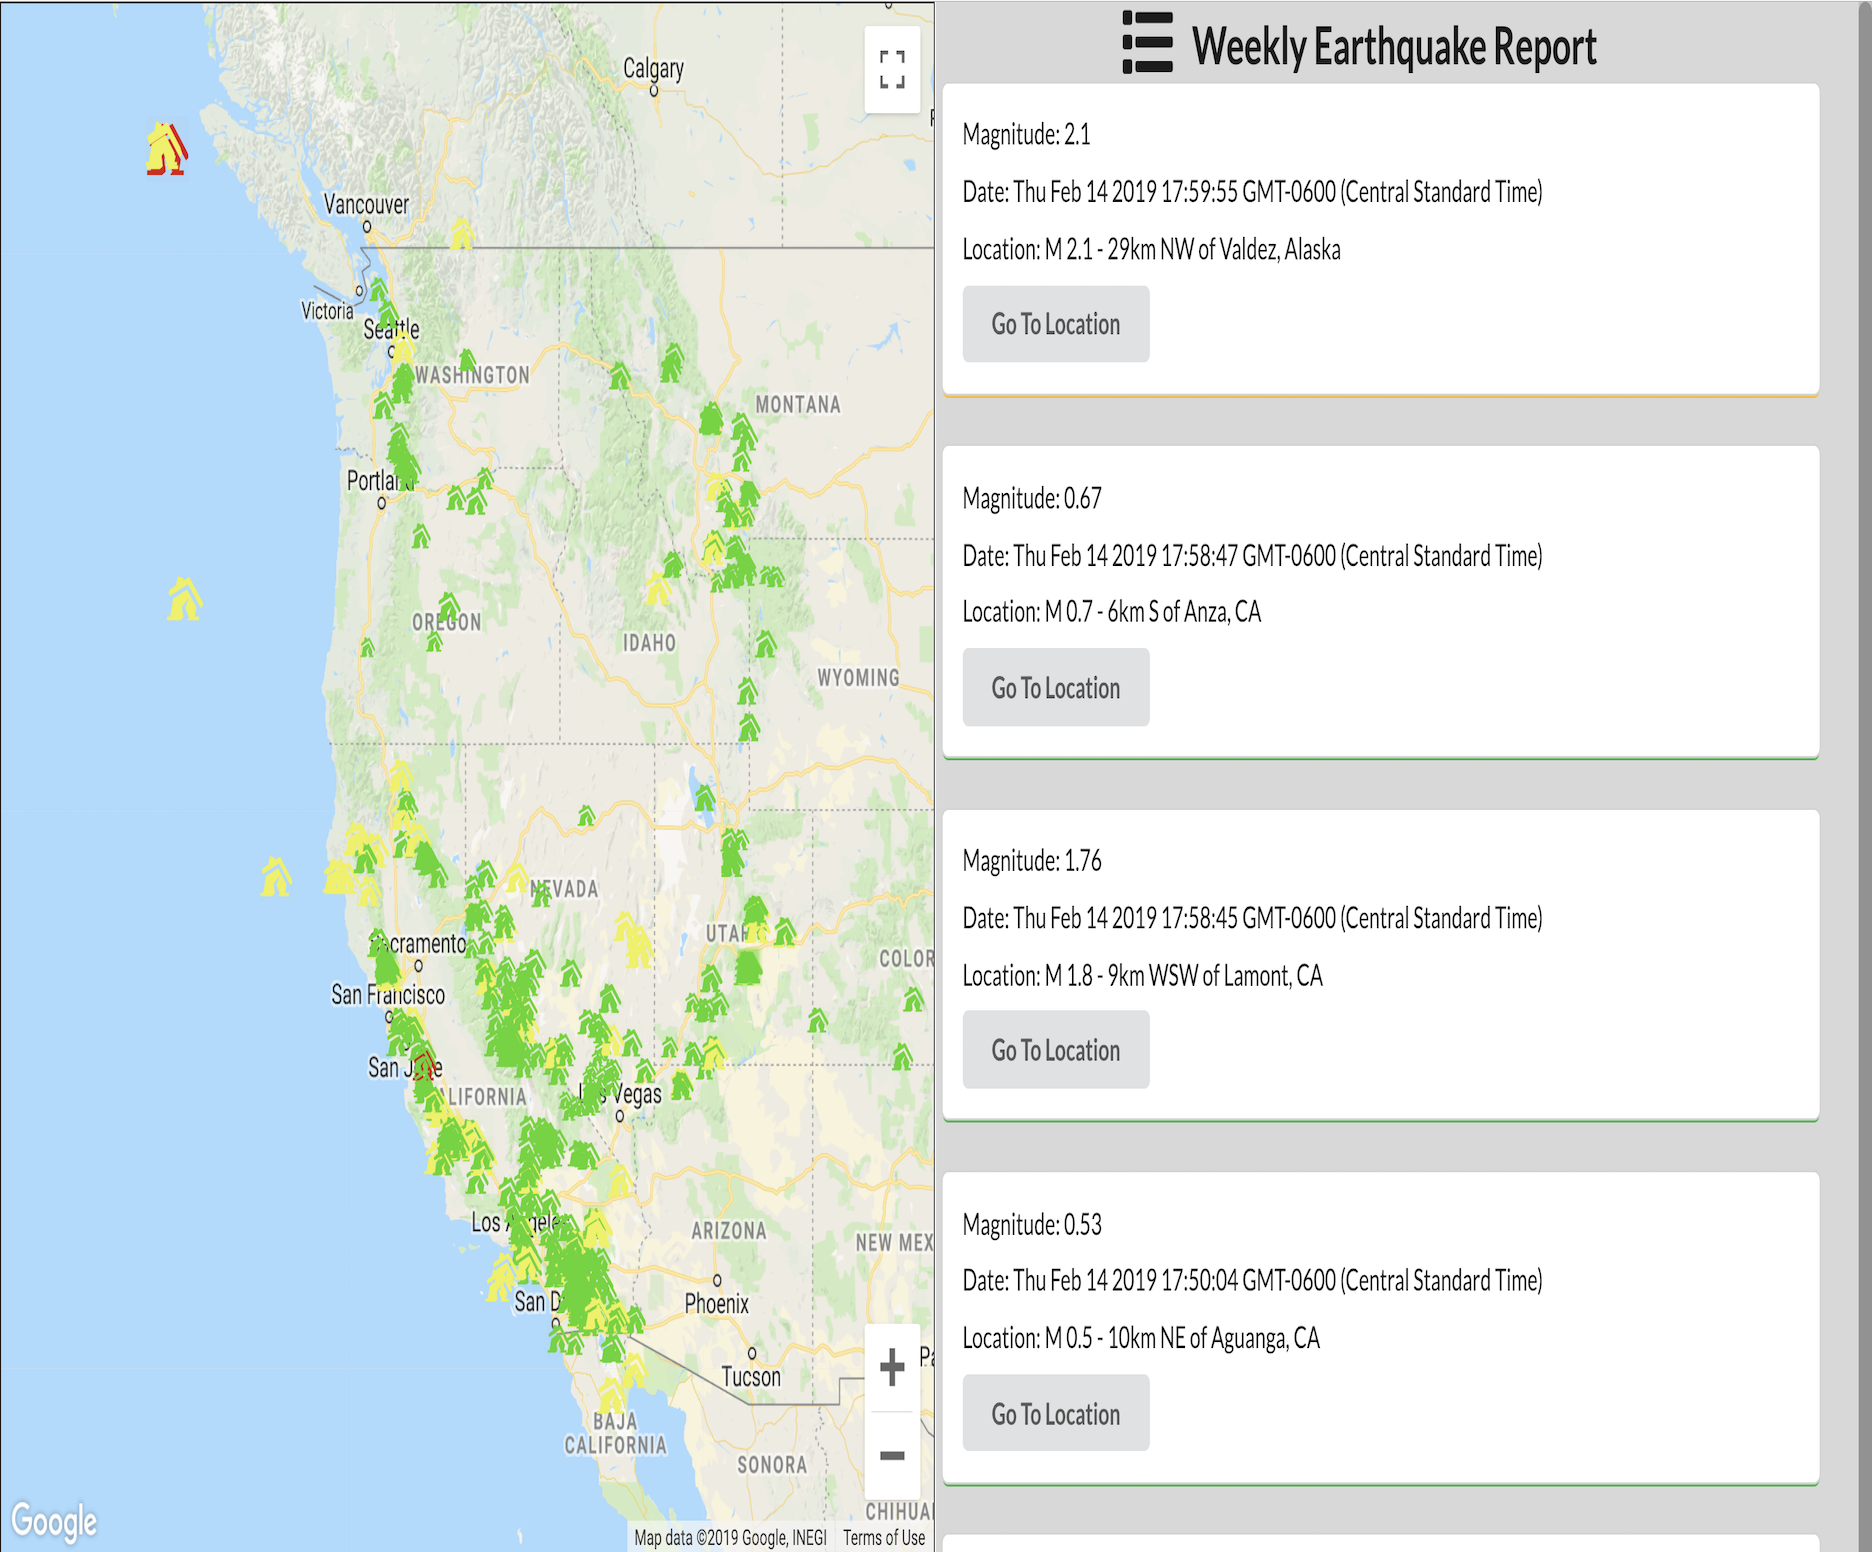 Calgary
Vancouver
Victoria
Seattle
WASHINGTON
MONTANA
Portland
OREGON
IDAHO
WYOMING
NEVADA
UTAH
COLOR
San Francisco
LIFORNIA
Las Vegas
Los Angeles
ARIZONA
NEW MEX
San D
Phoenix
Tucson
BAJA
CALIFORNIA
SONORA
CHIHUA
Google
Map data ©2019 Google, INEGI
Terms of Use
Weekly Earthquake Report
Magnitude: 2.1
Date: Thu Feb 14 2019 17:59:55 GMT-0600 (Central Standard Time)
Location: M 2.1 - 29km NW of Valdez, Alaska
Go To Location
Magnitude: 0.67
Date: Thu Feb 14 2019 17:58:47 GMT-0600 (Central Standard Time)
Location: M 0.7 - 6km S of Anza, CA
Go To Location
Magnitude: 1.76
Date: Thu Feb 14 2019 17:58:45 GMT-0600 (Central Standard Time)
Location: M 1.8 - 9km WSW of Lamont, CA
Go To Location
Magnitude: 0.53
Date: Thu Feb 14 2019 17:50:04 GMT-0600 (Central Standard Time)
Location: M 0.5 - 10km NE of Aguanga, CA
Go To Location